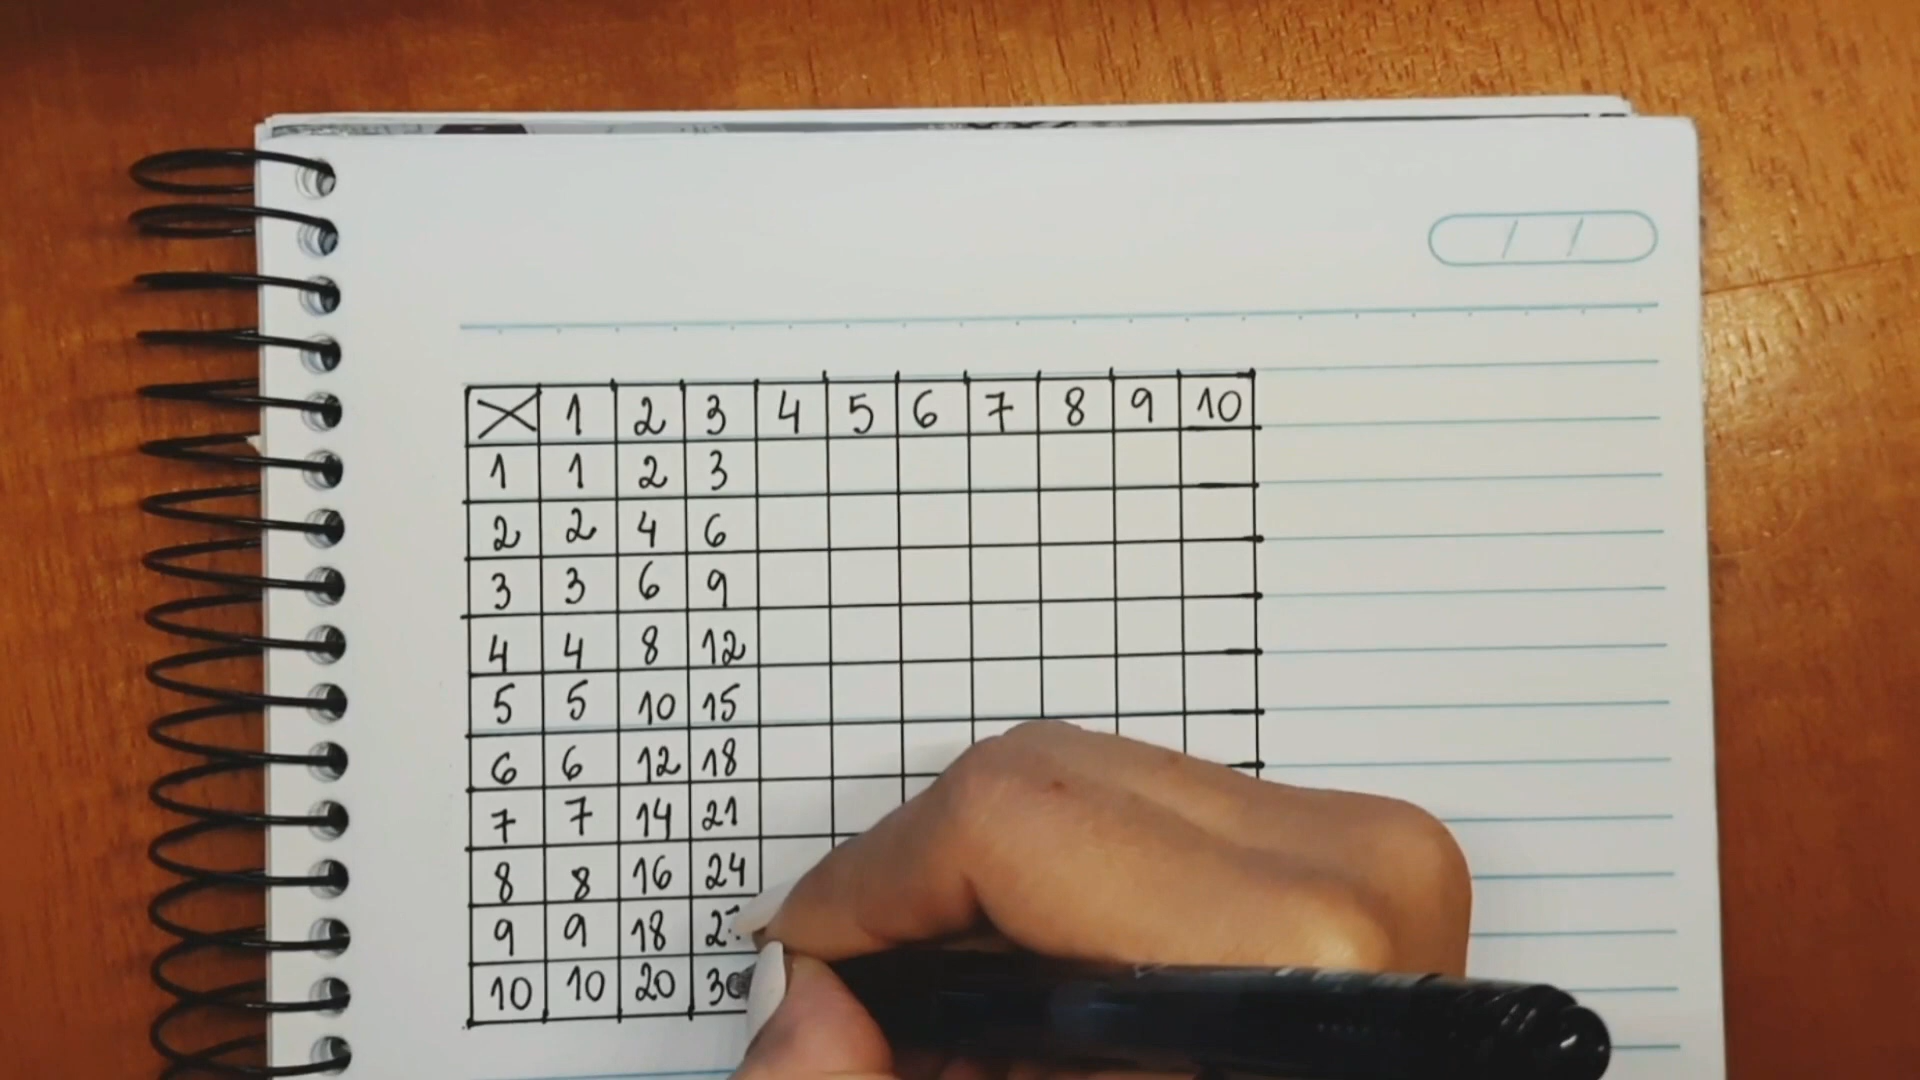 × 1 2 3 4 5 6 7 8 9 10
1 1 2 3
2 2 4 6
3 3 6 9
4 4 8 12
5 5 10 15
6 6 12 18
7 7 14 21
8 8 16 24
9 9 18
10 10 20 30
/ /